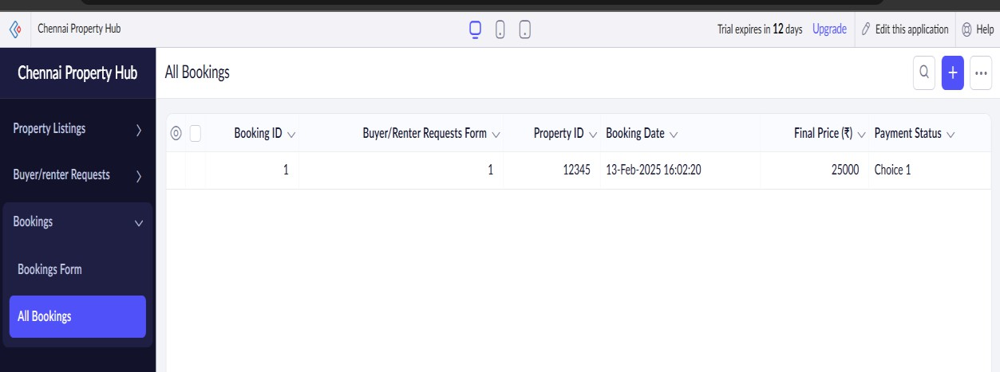 Chennai Property Hub
Trial expires in 12 days Upgrade Edit this application Help
Chennai Property Hub
All Bookings
Property Listings
Buyer/renter Requests
Bookings
Bookings Form
All Bookings
Booking ID Buyer/Renter Requests Form Property ID Booking Date Final Price (₹) Payment Status
1 1 12345 13-Feb-2025 16:02:20 25000 Choice 1